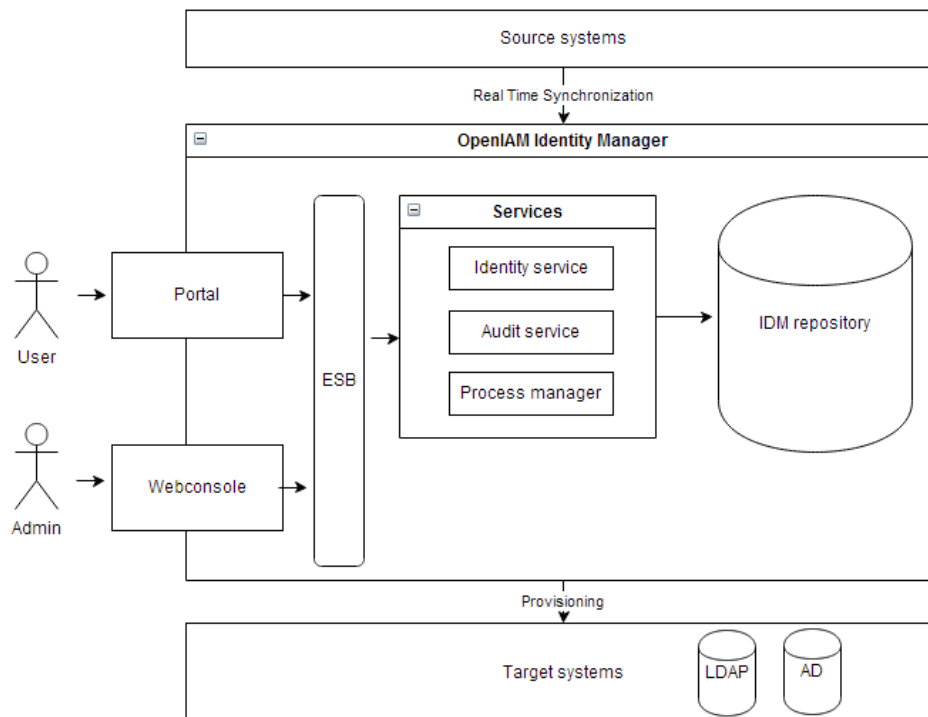 Source systems
Real Time Synchronization
OpenIAM Identity Manager
Services
Identity service
Portal
Audit service
IDM repository
User
ESB
Process manager
Webconsole
Admin
Provisioning
Target systems
LDAP
AD